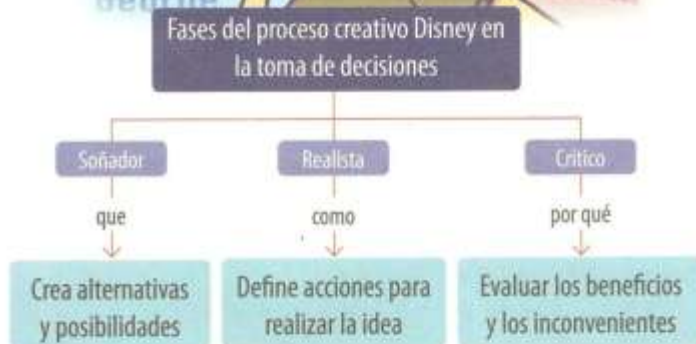 Fases del proceso creativo Disney en
la toma de decisiones
Soñador
Realista
Crítico
que
como
por qué
Crea alternativas
y posibilidades
Define acciones para
realizar la idea
Evaluar los beneficios
y los inconvenientes